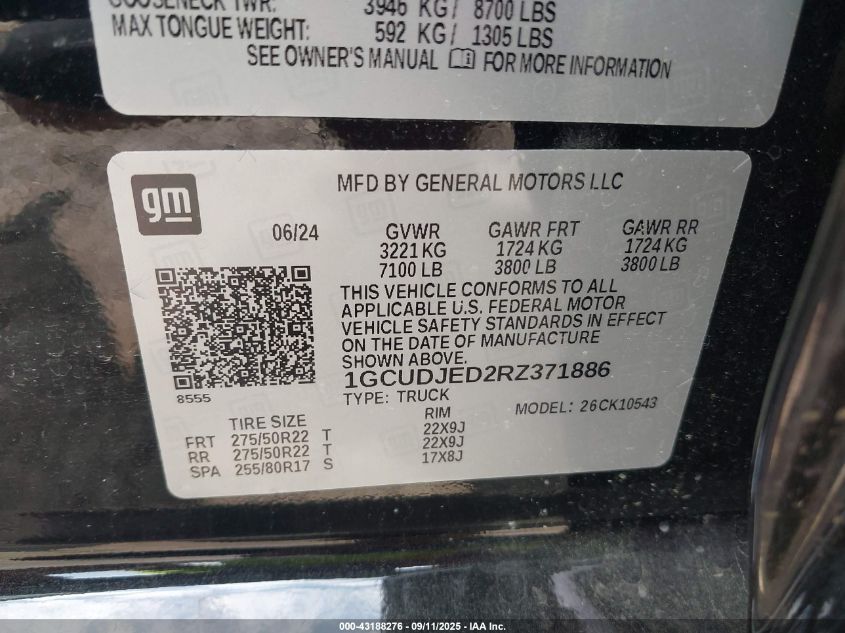 GOOSENECK TWR: 3946 KG/ 8700 LBS
MAX TONGUE WEIGHT: 592 KG/ 1305 LBS
SEE OWNER'S MANUAL FOR MORE INFORMATION
gm
MFD BY GENERAL MOTORS LLC
06/24 GVWR GAWR FRT GAWR RR
3221 KG 1724 KG 1724 KG
7100 LB 3800 LB 3800 LB
THIS VEHICLE CONFORMS TO ALL
APPLICABLE U.S. FEDERAL MOTOR
VEHICLE SAFETY STANDARDS IN EFFECT
ON THE DATE OF MANUFACTURE
SHOWN ABOVE.
1GCUDJED2RZ371886
8555
TYPE: TRUCK MODEL: 26CK10543
TIRE SIZE RIM
FRT 275/50R22 T 22X9J
RR 275/50R22 T 22X9J
SPA 255/80R17 S 17X8J
000-43188276 - 09/11/2025 - IAA Inc.